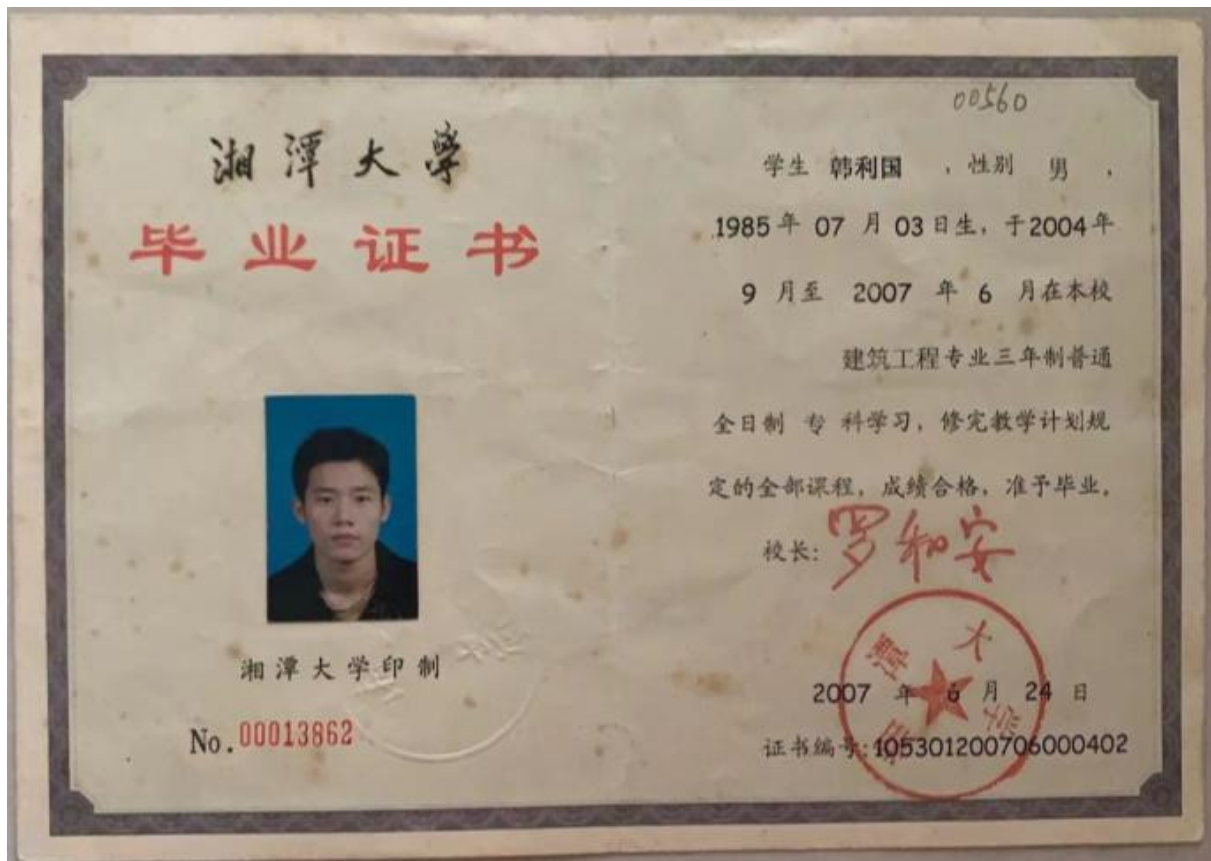 湘潭大學
毕业证书
湘潭大学印制
No.00013862
00560
学生 韩利国 ,性别 男 ,
1985年 07 月 03日生, 于2004年
9 月至 2007 年 6 月在本校
建筑工程专业三年制普通
全日制 专 科学习, 修完教学计划规
定的全部课程, 成绩合格, 准予毕业。
校长: 罗和安
潭大学
2007 年 6 月 24 日
证书编号:105301200706000402